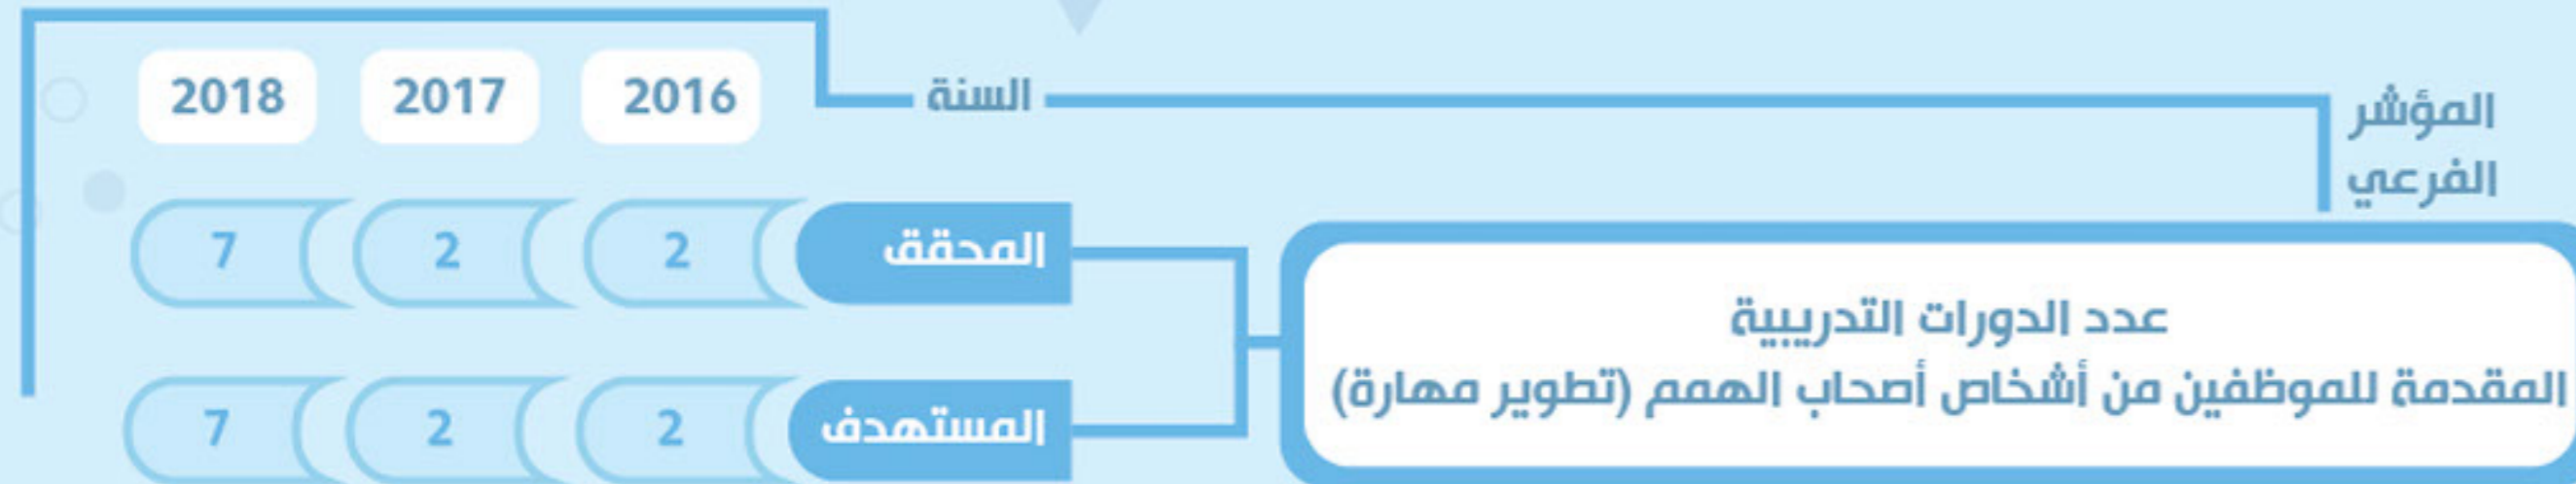 المؤشر
الفرعي
السنة 2016 2017 2018
عدد الدورات التدريبية
المقدمة للموظفين من أشخاص أصحاب الهمم (تطوير مهارة)
المحقق 2 2 7
المستهدف 2 2 7